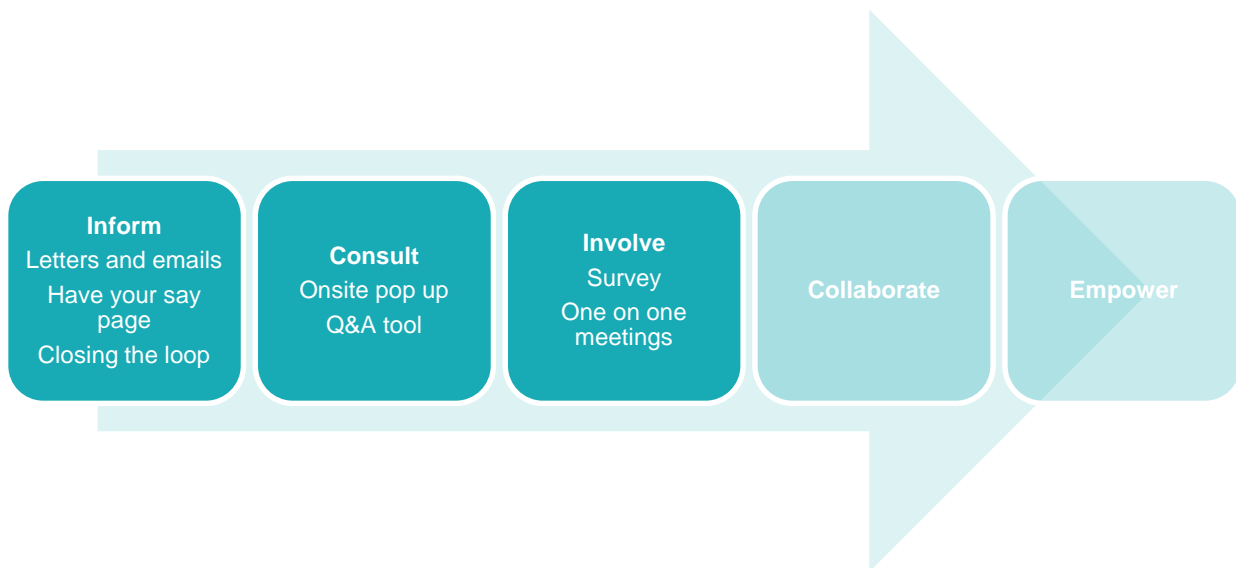 Inform
Letters and emails
Have your say
page
Closing the loop
Consult
Onsite pop up
Q&A tool
Involve
Survey
One on one
meetings
Collaborate
Empower